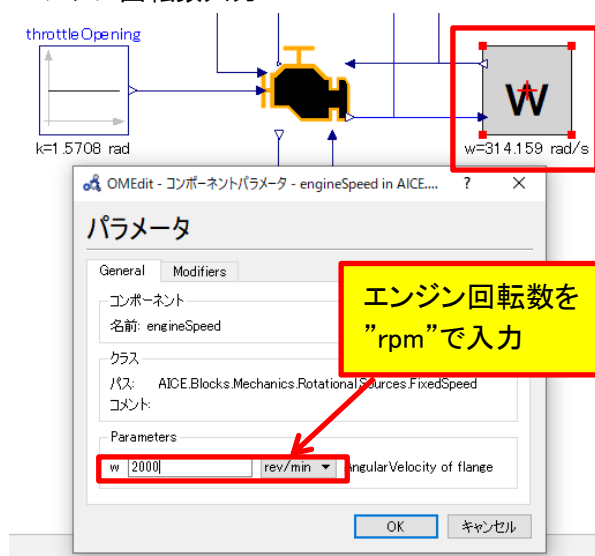 throttleOpening
k=1.5708 rad
w
w=314.159 rad/s
OMEdit - コンポーネントパラメータ - engineSpeed in AICE.... ? ×
パラメータ
General Modifiers
エンジン回転数を
”rpm”で入力
コンポーネント
名前: engineSpeed
クラス
パス: AICE.Blocks.Mechanics.Rotational.Sources.FixedSpeed
コメント:
Parameters
w 2000 rev/min AngularVelocity of flange
OK キャンセル